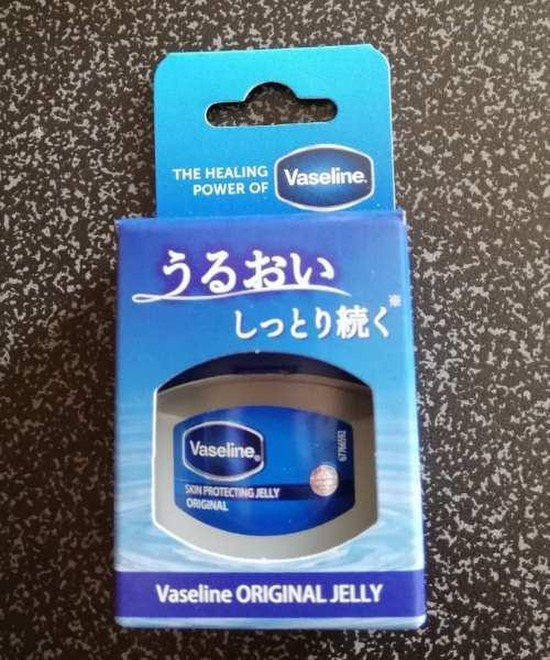 THE HEALING
POWER OF
Vaseline.
うるおい
しっとり続く※
Vaseline®
SKIN PROTECTING JELLY
ORIGINAL
Vaseline ORIGINAL JELLY